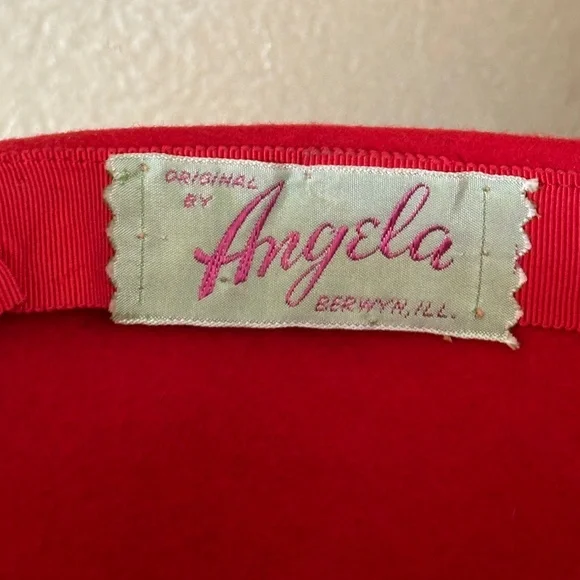 ORIGINAL
BY
Angela
BERWYN, ILL.